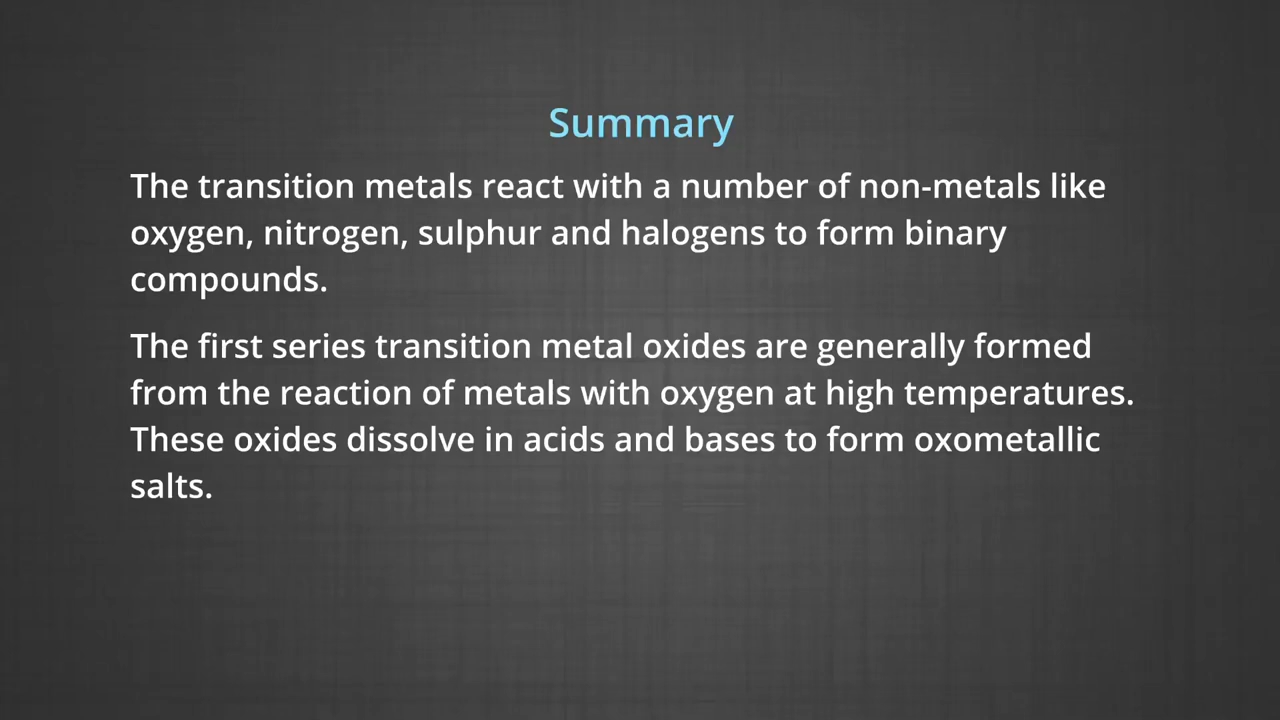 Summary
The transition metals react with a number of non-metals like
oxygen, nitrogen, sulphur and halogens to form binary
compounds.
The first series transition metal oxides are generally formed
from the reaction of metals with oxygen at high temperatures.
These oxides dissolve in acids and bases to form oxometallic
salts.